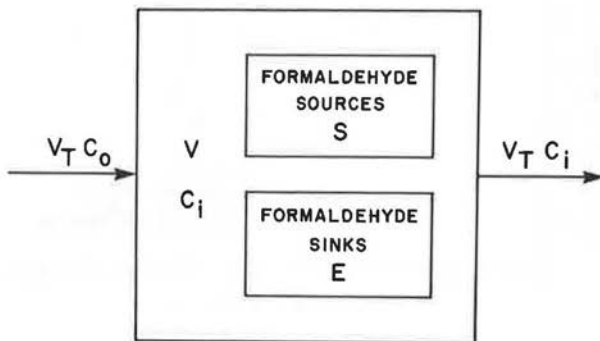 FORMALDEHYDE
SOURCES
S
V_T C_o
V
V_T C_i
C_i
FORMALDEHYDE
SINKS
E